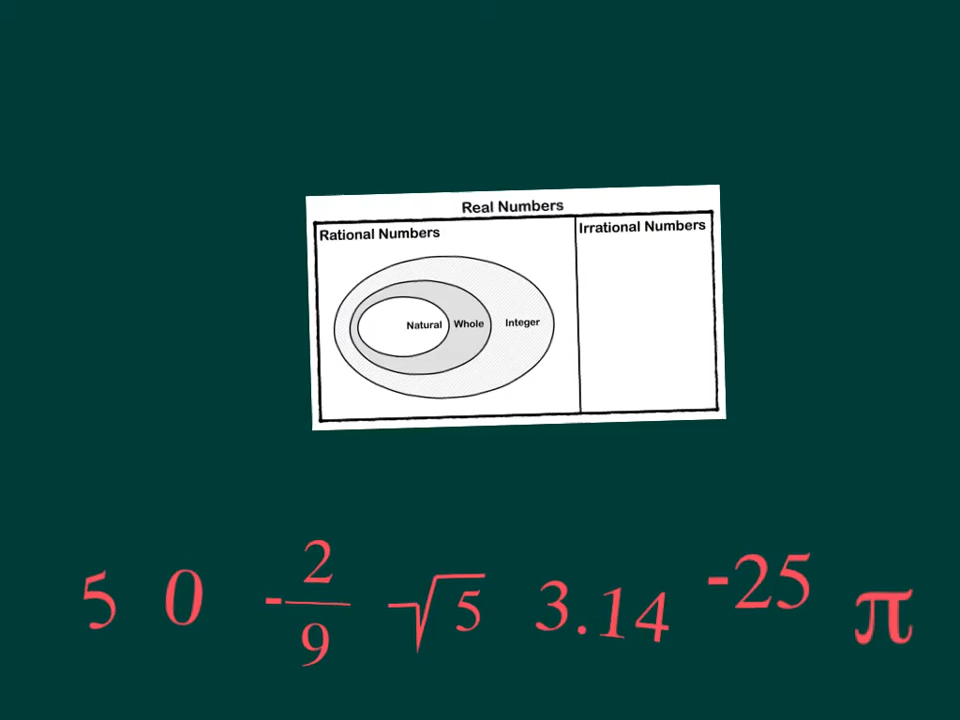 Real Numbers
Rational Numbers
Irrational Numbers
Natural Whole Integer
5 0 -2/9 √5 3.14 -25 π